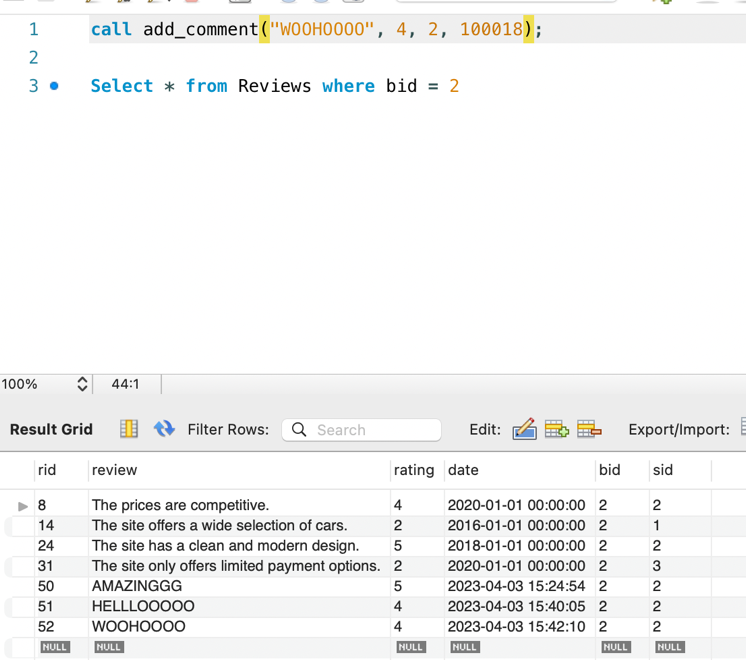 1 call add_comment("WOOHOOOO", 4, 2, 100018);
2
3 Select * from Reviews where bid = 2
100% 44:1
Result Grid Filter Rows: Search Edit: Export/Import:
rid review rating date bid sid
8 The prices are competitive. 4 2020-01-01 00:00:00 2 2
14 The site offers a wide selection of cars. 2 2016-01-01 00:00:00 2 1
24 The site has a clean and modern design. 5 2018-01-01 00:00:00 2 2
31 The site only offers limited payment options. 2 2020-01-01 00:00:00 2 3
50 AMAZINGGG 5 2023-04-03 15:24:54 2 2
51 HELLLOOOOO 4 2023-04-03 15:40:05 2 2
52 WOOHOOOO 4 2023-04-03 15:42:10 2 2
NULL NULL NULL NULL NULL NULL